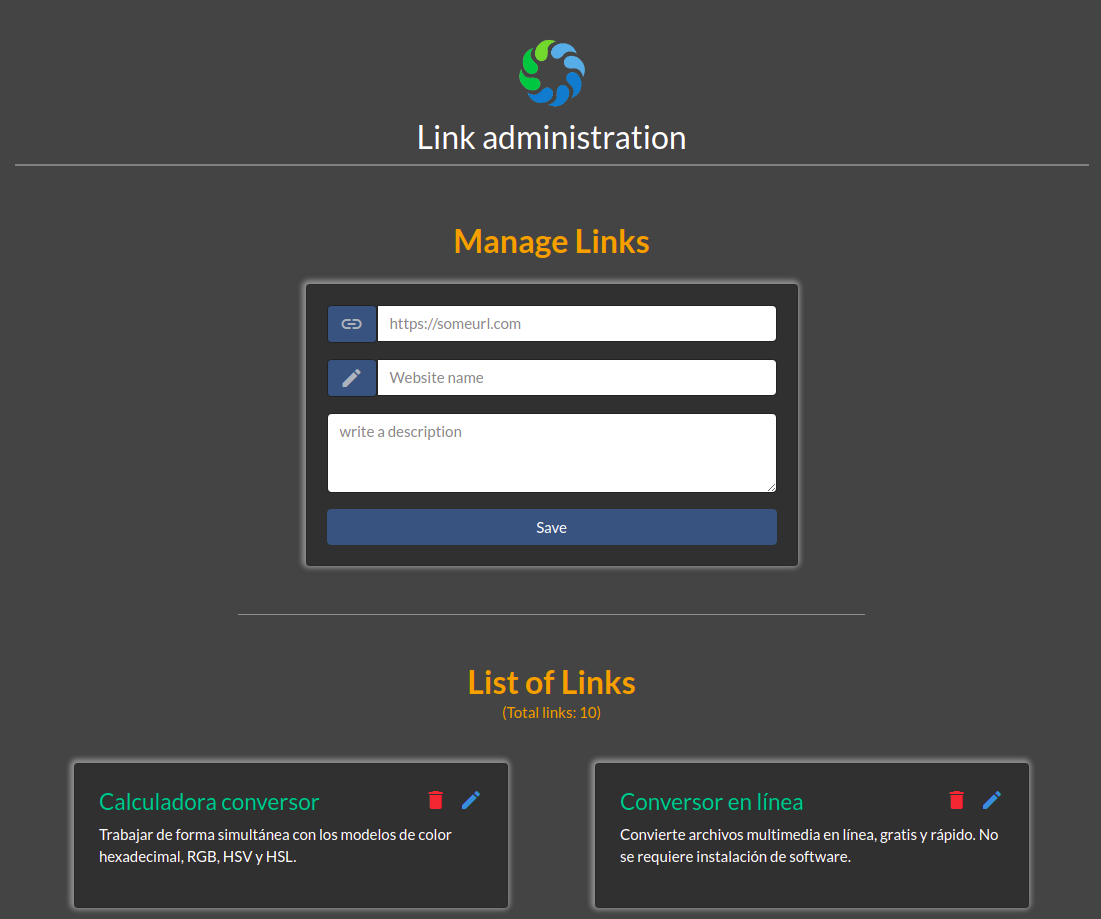 Link administration
Manage Links
https://someurl.com
Website name
write a description
Save
List of Links
(Total links: 10)
Calculadora conversor
Trabajar de forma simultánea con los modelos de color
hexadecimal, RGB, HSV y HSL.
Conversor en línea
Convierte archivos multimedia en línea, gratis y rápido. No
se requiere instalación de software.